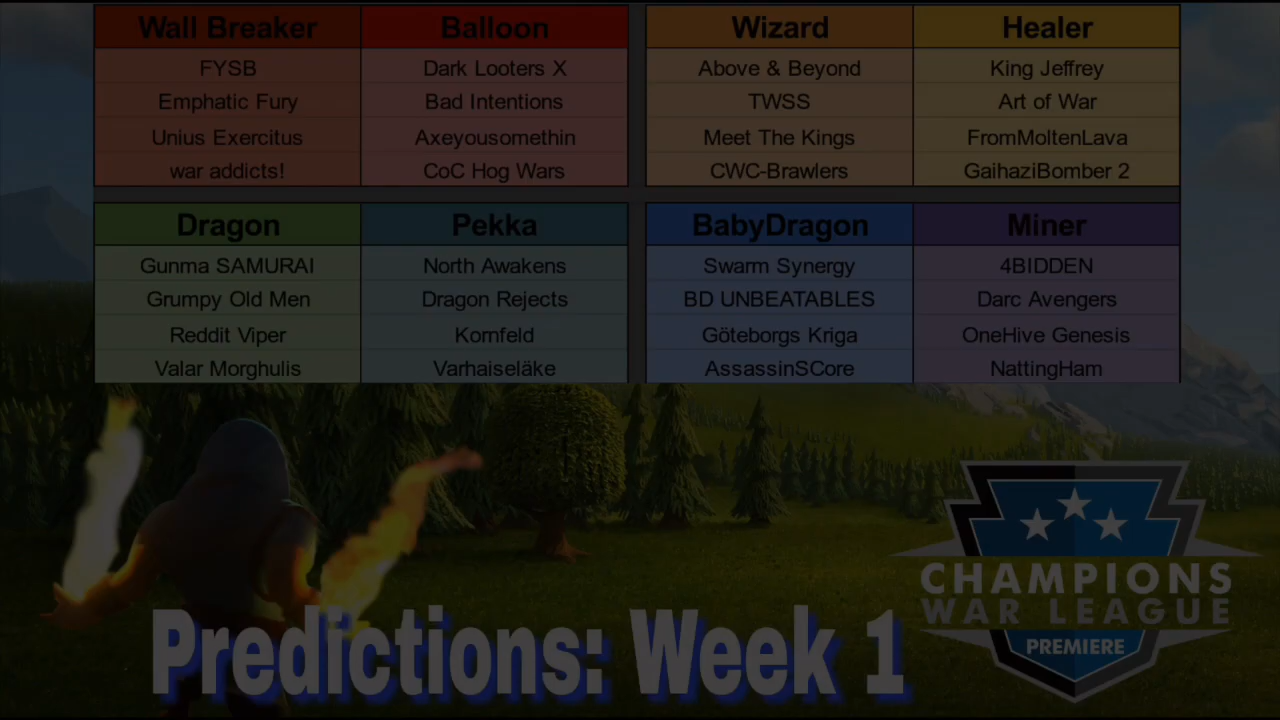 Wall Breaker Balloon Wizard Healer
FYSB Dark Looters X Above & Beyond King Jeffrey
Emphatic Fury Bad Intentions TWSS Art of War
Unius Exercitus Axeyousomethin Meet The Kings FromMoltenLava
war addicts! CoC Hog Wars CWC-Brawlers GaihaziBomber 2
Dragon Pekka BabyDragon Miner
Gunma SAMURAI North Awakens Swarm Synergy 4BIDDEN
Grumpy Old Men Dragon Rejects BD UNBEATABLES Darc Avengers
Reddit Viper Kornfeld Göteborgs Kriga OneHive Genesis
Valar Morghulis Varhaiseläke AssassinSCore NattingHam
CHAMPIONS
WAR LEAGUE
PREMIERE
Predictions: Week 1